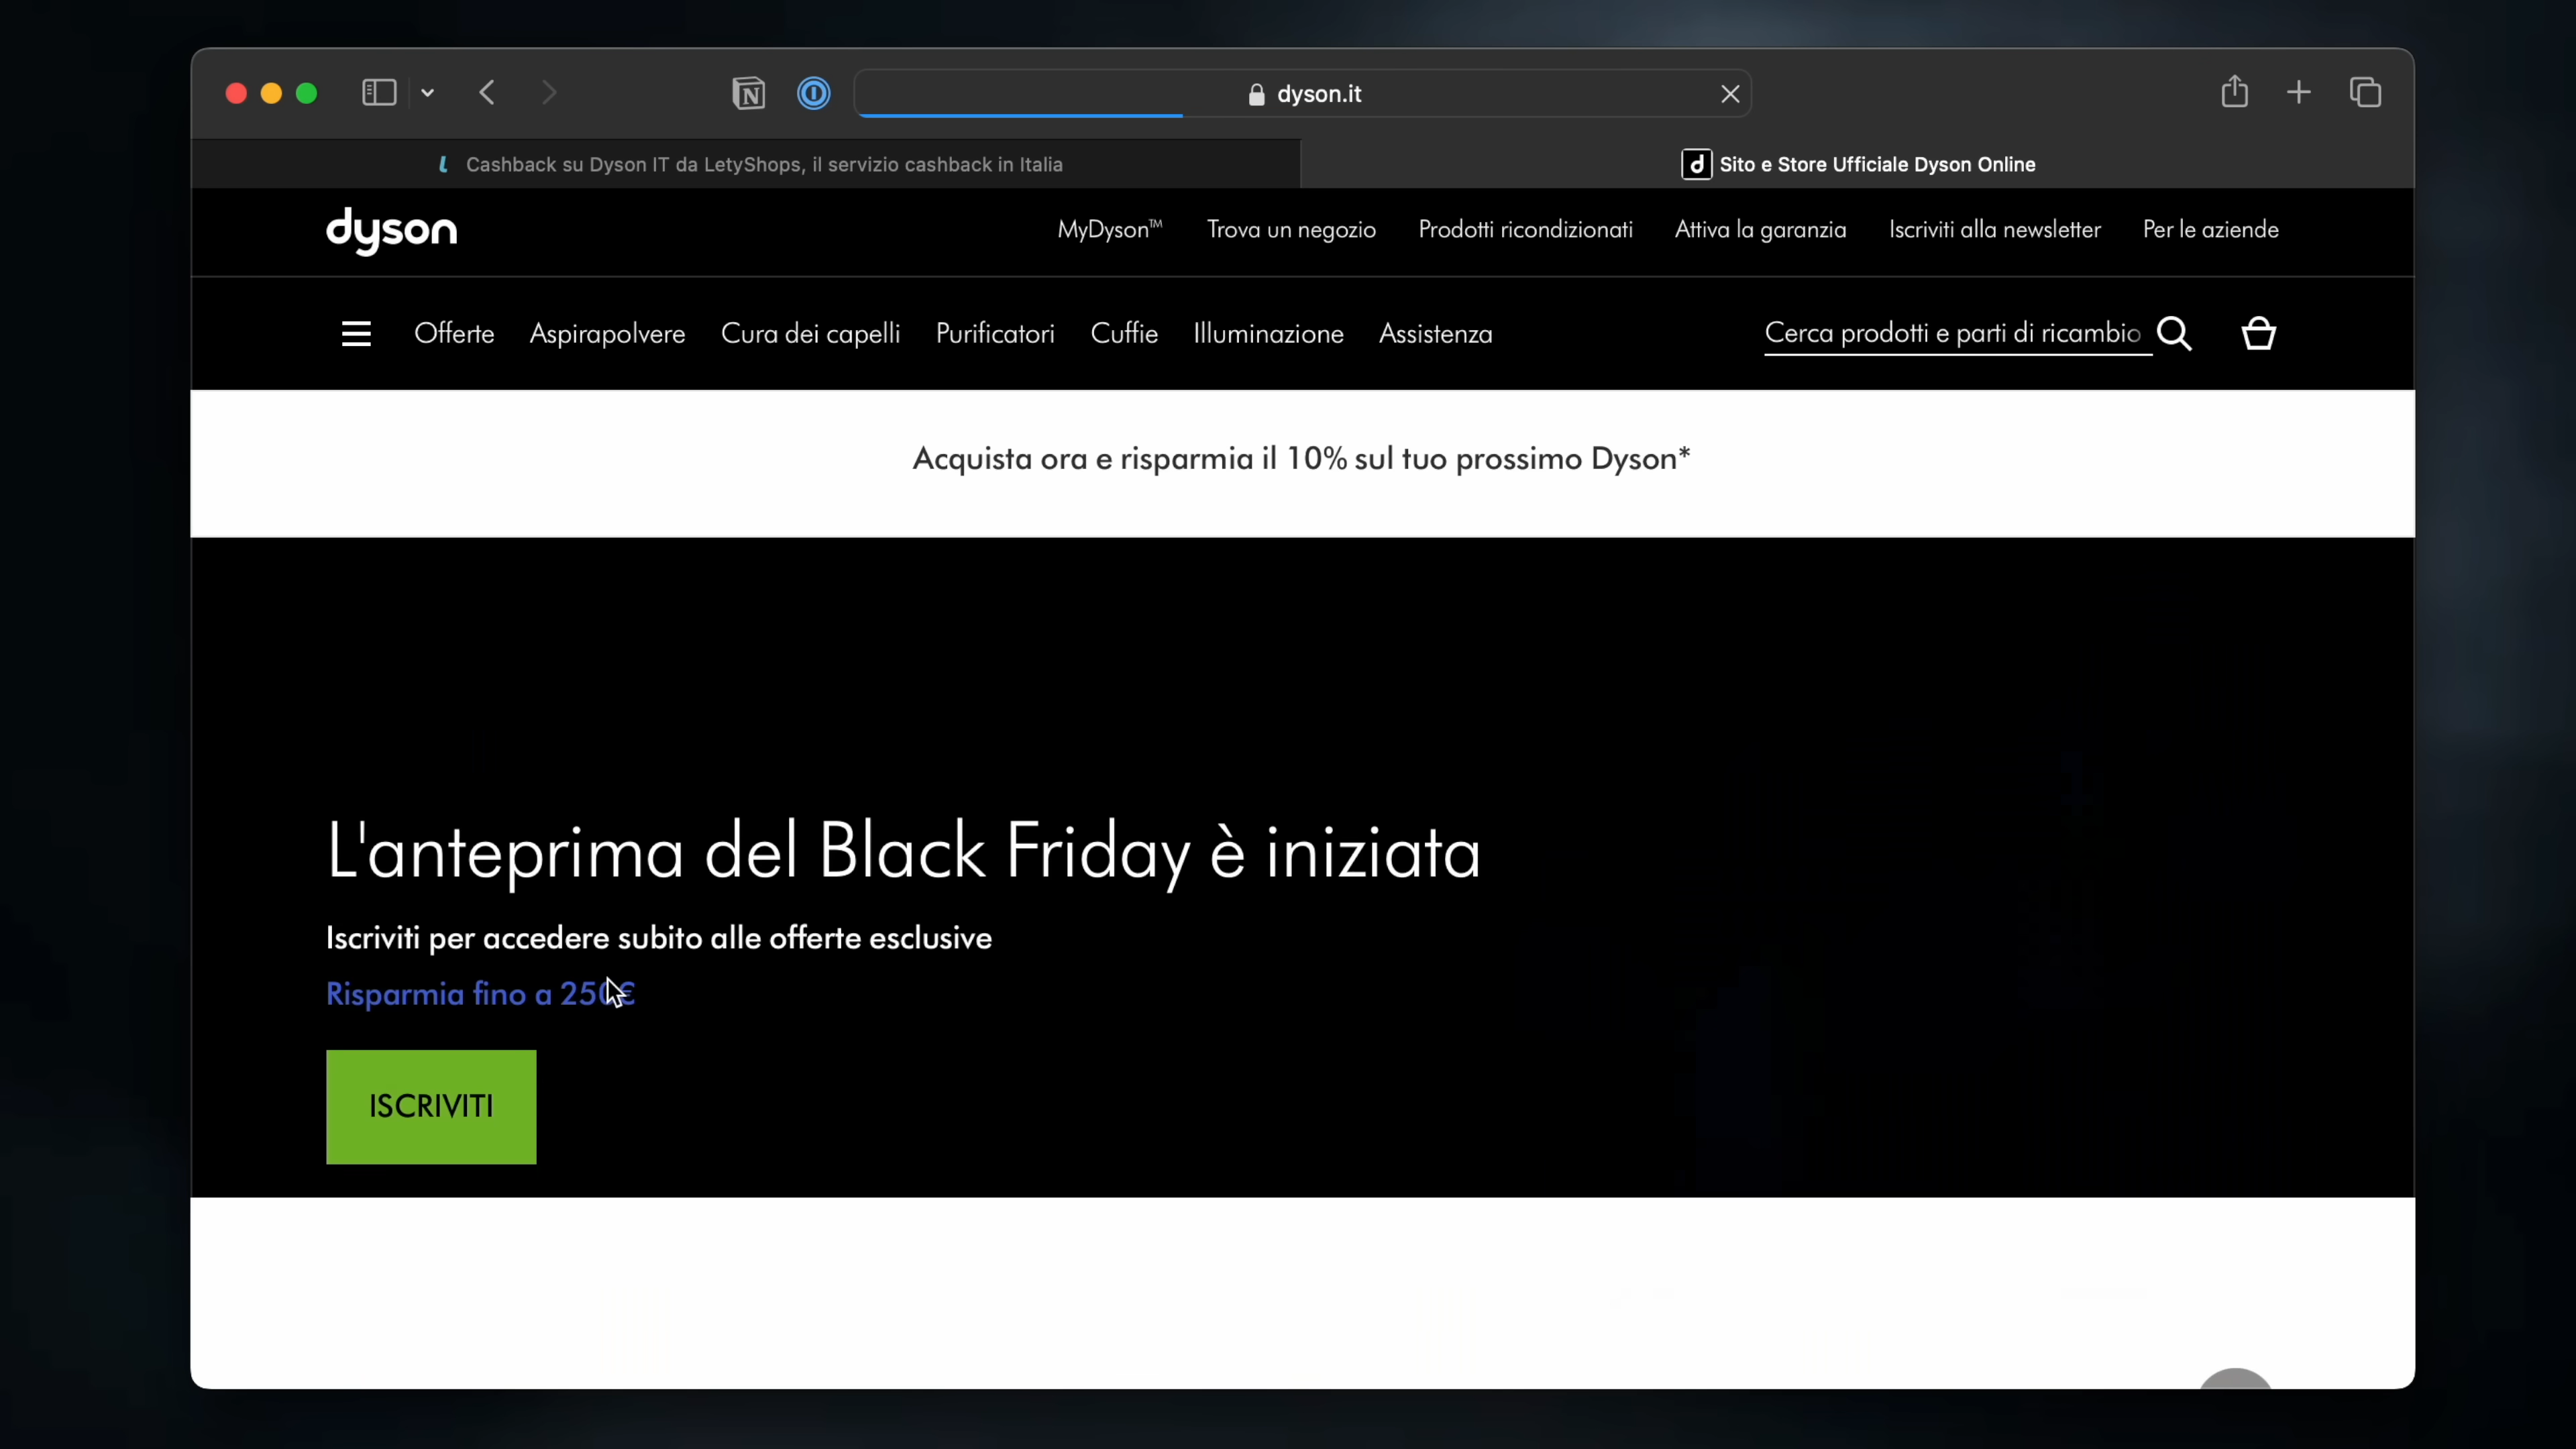 dyson.it
Cashback su Dyson IT da LetyShops, il servizio cashback in Italia
Sito e Store Ufficiale Dyson Online
dyson
MyDyson™ Trova un negozio Prodotti ricondizionati Attiva la garanzia Iscriviti alla newsletter Per le aziende
Offerte Aspirapolvere Cura dei capelli Purificatori Cuffie Illuminazione Assistenza Cerca prodotti e parti di ricambio
Acquista ora e risparmia il 10% sul tuo prossimo Dyson*
L'anteprima del Black Friday è iniziata
Iscriviti per accedere subito alle offerte esclusive
Risparmia fino a 250€
ISCRIVITI